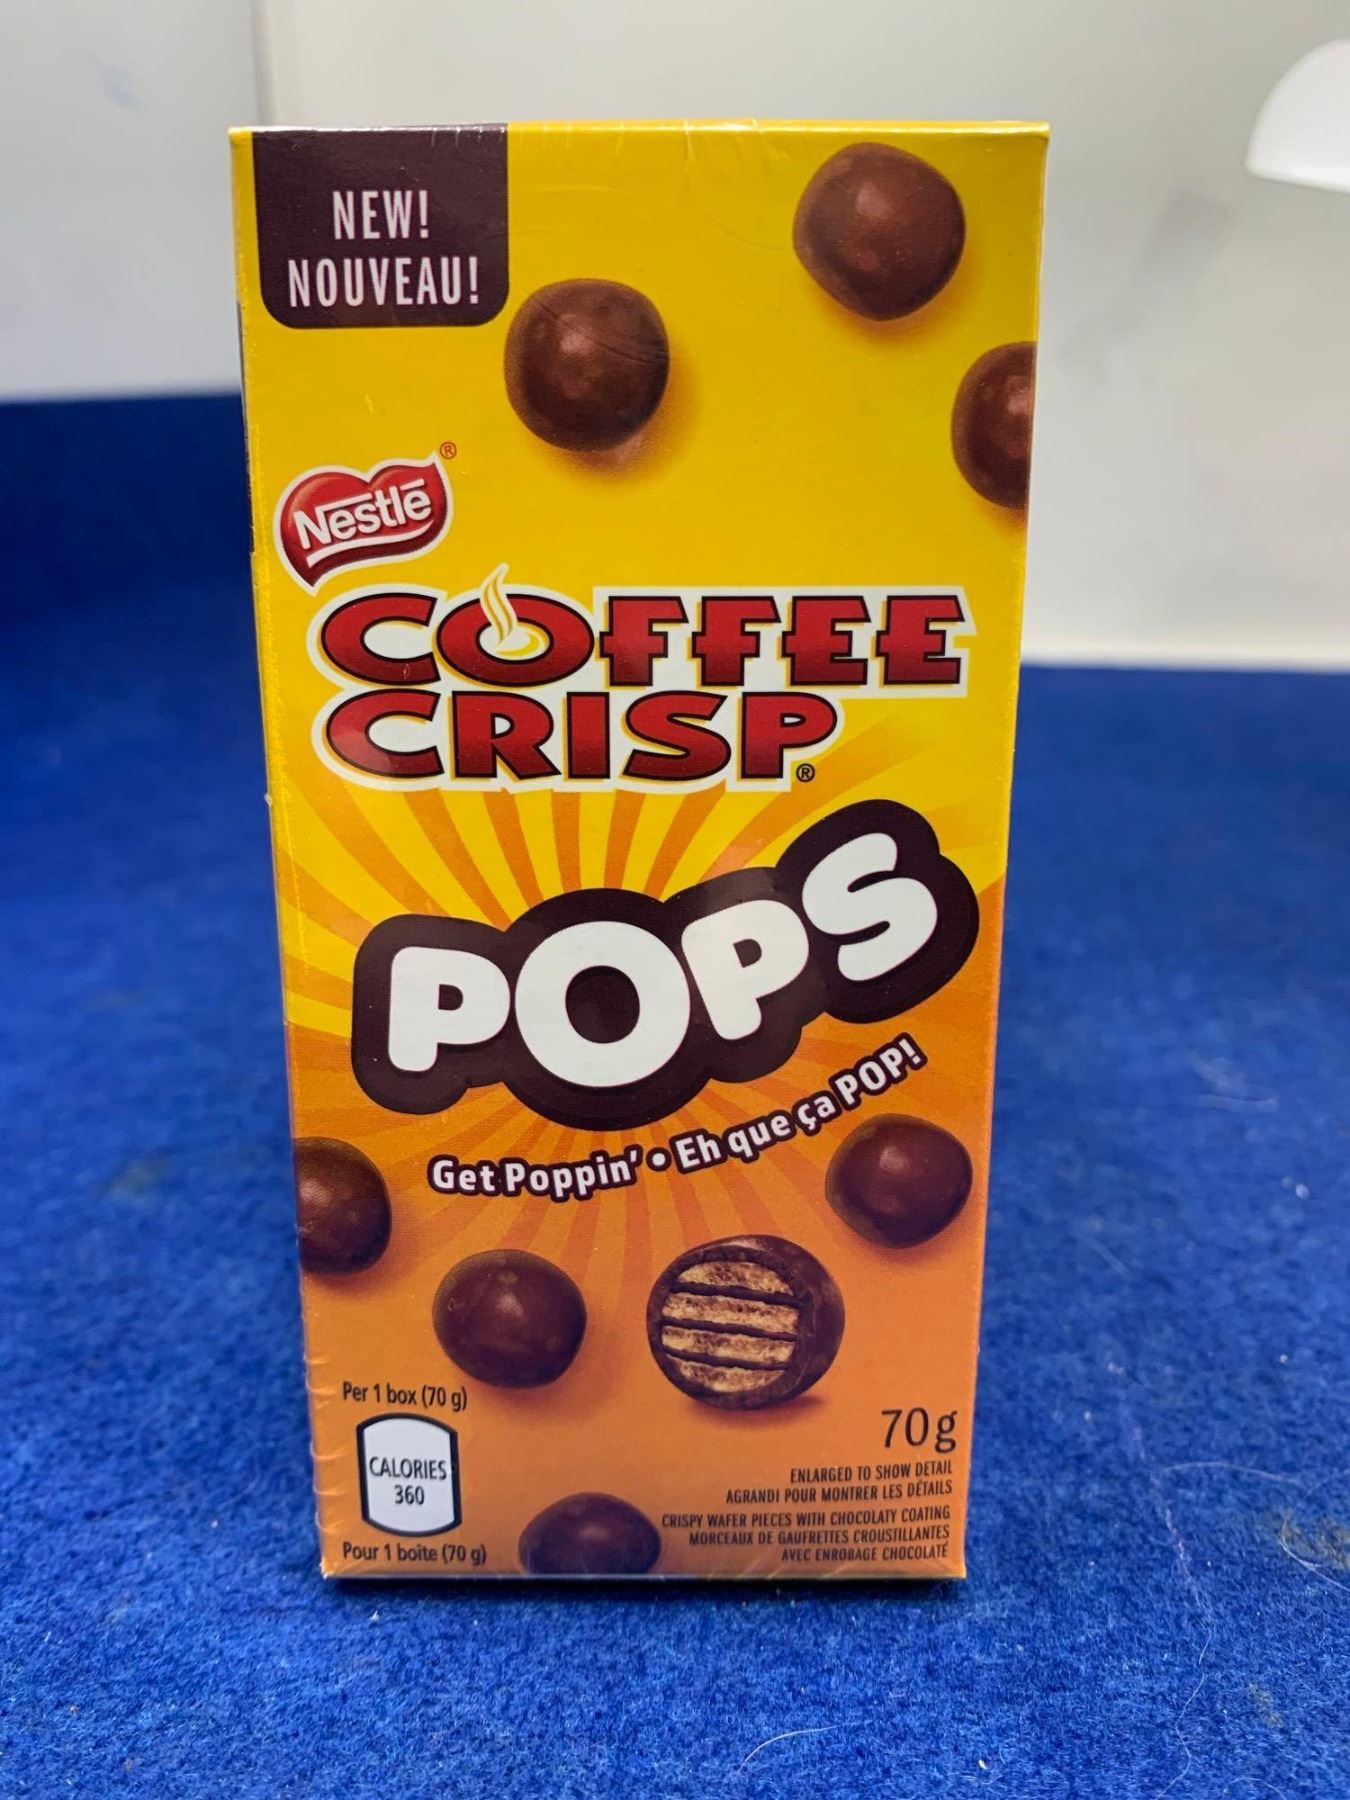 NEW!
NOUVEAU!
Nestlē®
COFFEE
CRISP®
POPS
Get Poppin' • Eh que ça POP!
Per 1 box (70 g)
CALORIES
360
Pour 1 boîte (70 g)
70 g
ENLARGED TO SHOW DETAIL
AGRANDI POUR MONTRER LES DÉTAILS
CRISPY WAFER PIECES WITH CHOCOLATY COATING
MORCEAUX DE GAUFRETTES CROUSTILLANTES
AVEC ENROBAGE CHOCOLATÉ